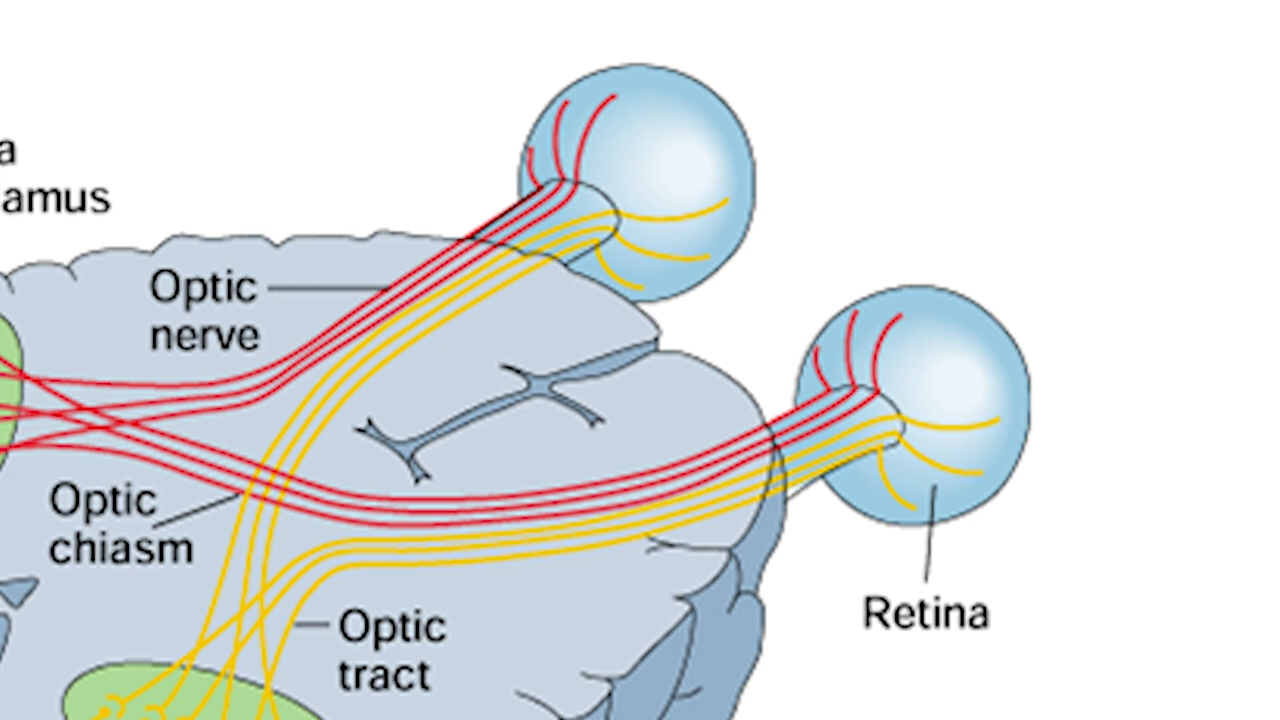 a
amus
Optic
nerve
Optic
chiasm
Optic
tract
Retina